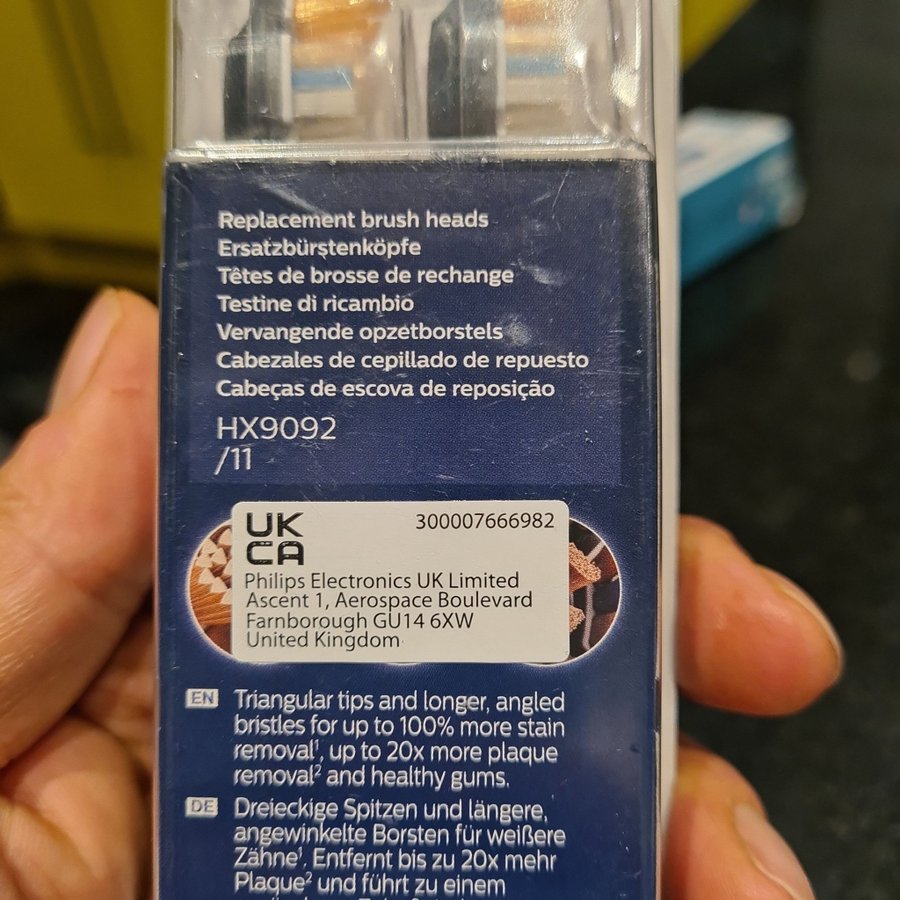 Replacement brush heads
Ersatzbürstenköpfe
Têtes de brosse de rechange
Testine di ricambio
Vervangende opzetborstels
Cabezales de cepillado de repuesto
Cabeças de escova de reposição
HX9092
/11
UK
CA
300007666982
Philips Electronics UK Limited
Ascent 1, Aerospace Boulevard
Farnborough GU14 6XW
United Kingdom
EN
Triangular tips and longer, angled
bristles for up to 100% more stain
removal¹, up to 20x more plaque
removal² and healthy gums.
DE
Dreieckige Spitzen und längere,
angewinkelte Borsten für weißere
Zähne¹. Entfernt bis zu 20x mehr
Plaque² und führt zu einem